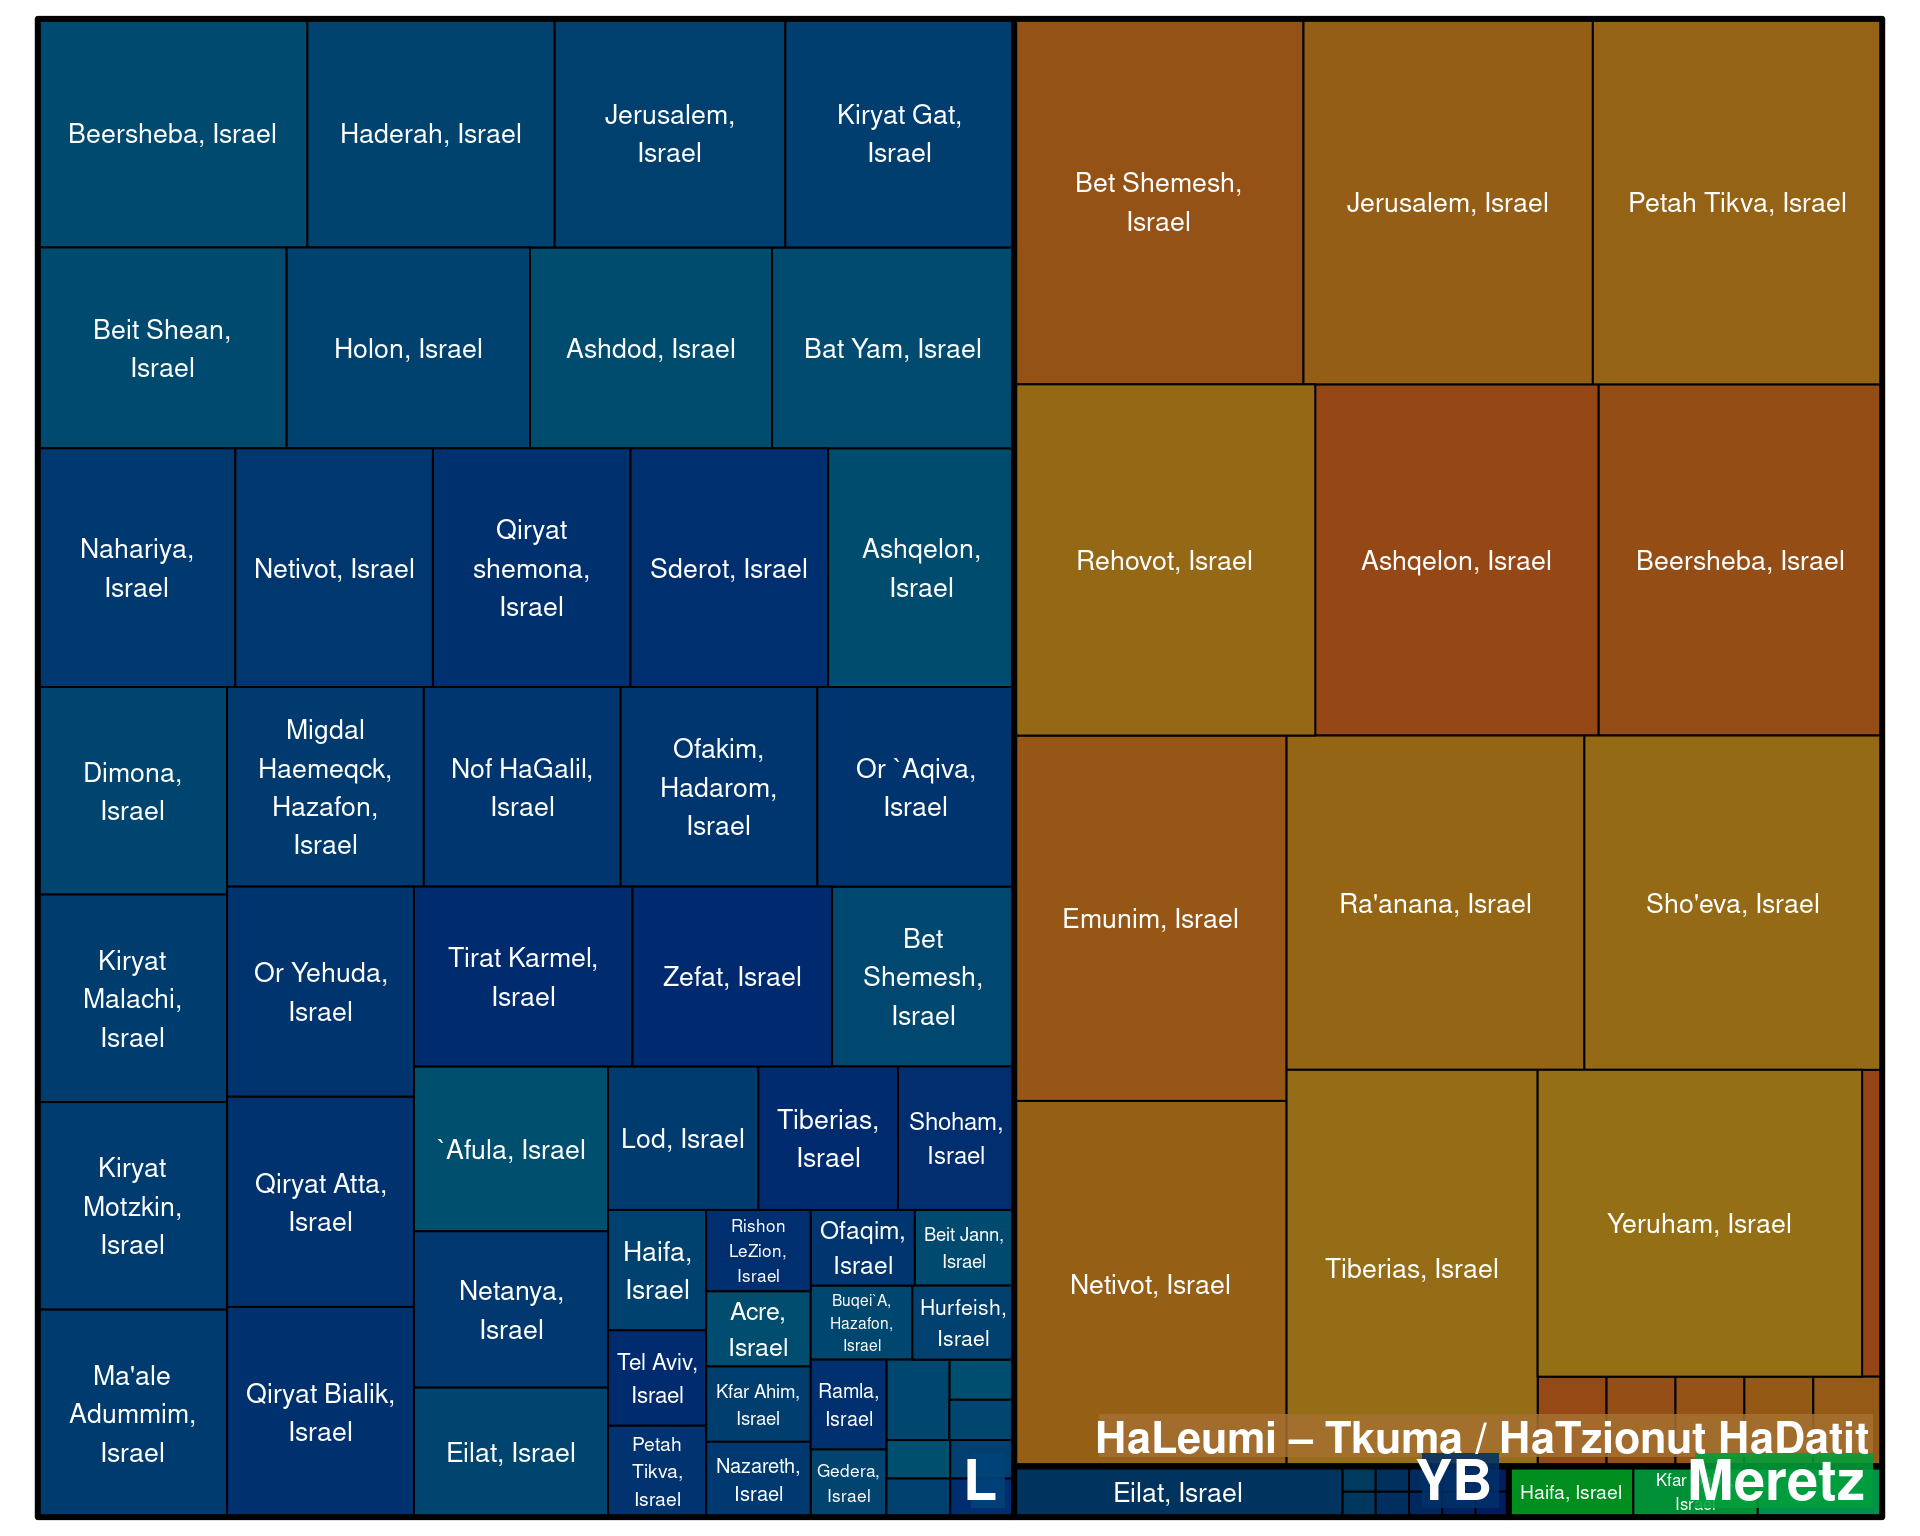 Beersheba, Israel
Haderah, Israel
Jerusalem,
Israel
Kiryat Gat,
Israel
Beit Shean,
Israel
Holon, Israel
Ashdod, Israel
Bat Yam, Israel
Nahariya,
Israel
Netivot, Israel
Qiryat
shemona,
Israel
Sderot, Israel
Ashqelon,
Israel
Dimona,
Israel
Migdal
Haemeqck,
Hazafon,
Israel
Nof HaGalil,
Israel
Ofakim,
Hadarom,
Israel
Or `Aqiva,
Israel
Kiryat
Malachi,
Israel
Or Yehuda,
Israel
Tirat Karmel,
Israel
Zefat, Israel
Bet
Shemesh,
Israel
Kiryat
Motzkin,
Israel
Qiryat Atta,
Israel
`Afula, Israel
Lod, Israel
Tiberias,
Israel
Shoham,
Israel
Ma'ale
Adummim,
Israel
Qiryat Bialik,
Israel
Netanya,
Israel
Eilat, Israel
Haifa,
Israel
Rishon
LeZion,
Israel
Ofaqim,
Israel
Beit Jann,
Israel
Acre,
Israel
Buqei`A,
Hazafon,
Israel
Hurfeish,
Israel
Tel Aviv,
Israel
Kfar Ahim,
Israel
Ramla,
Israel
Petah
Tikva,
Israel
Nazareth,
Israel
Gedera,
Israel
L
Bet Shemesh,
Israel
Jerusalem, Israel
Petah Tikva, Israel
Rehovot, Israel
Ashqelon, Israel
Beersheba, Israel
Emunim, Israel
Ra'anana, Israel
Sho'eva, Israel
Netivot, Israel
Tiberias, Israel
Yeruham, Israel
HaLeumi – Tkuma / HaTzionut HaDatit
Eilat, Israel
YB
Haifa, Israel
Kfar
Israel
Meretz